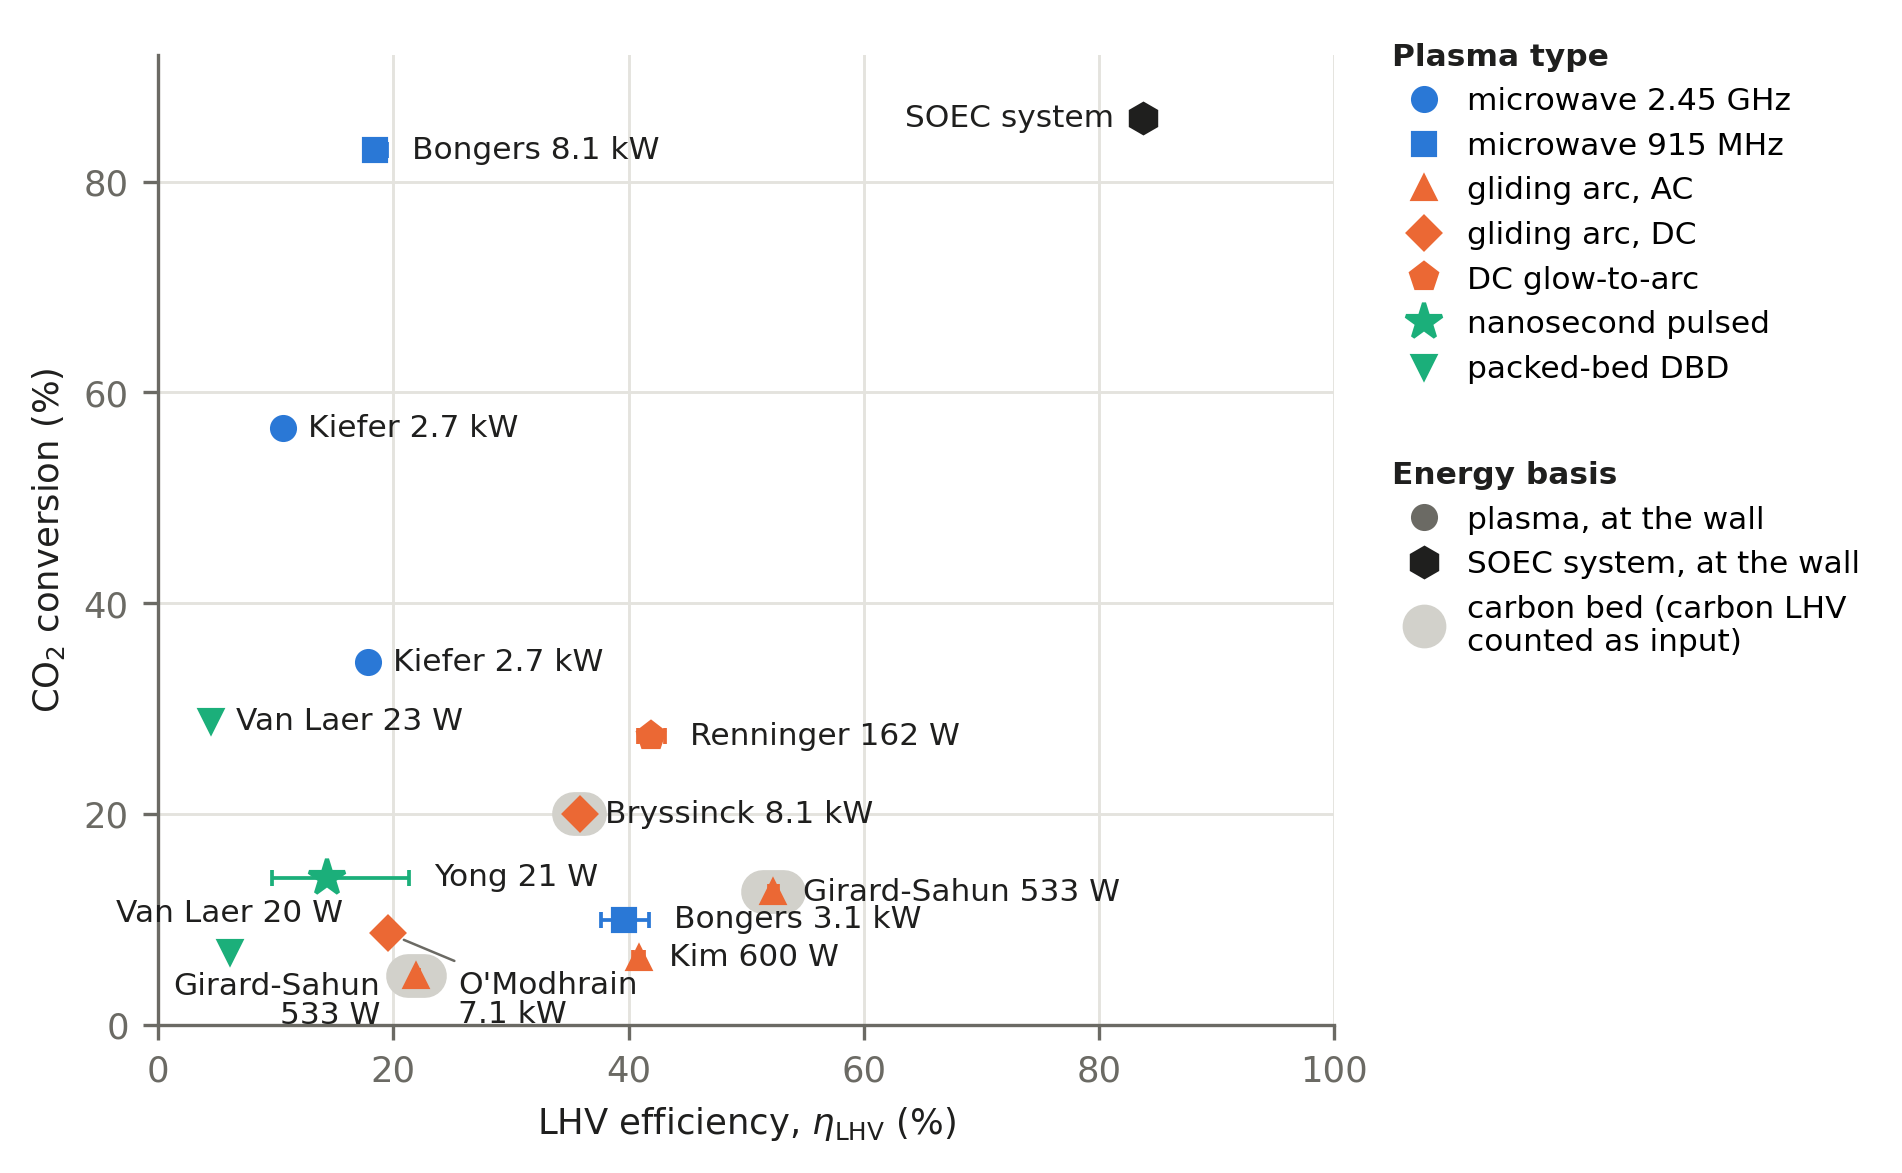 Plasma type
microwave 2.45 GHz
microwave 915 MHz
gliding arc, AC
gliding arc, DC
DC glow-to-arc
nanosecond pulsed
packed-bed DBD
Energy basis
plasma, at the wall
SOEC system, at the wall
carbon bed (carbon LHV
counted as input)
CO₂ conversion (%)
80
60
40
20
0
SOEC system
Bongers 8.1 kW
Kiefer 2.7 kW
Kiefer 2.7 kW
Van Laer 23 W
Renninger 162 W
Bryssinck 8.1 kW
Yong 21 W
Girard-Sahun 533 W
Van Laer 20 W
Bongers 3.1 kW
Kim 600 W
Girard-Sahun
533 W
O'Modhrain
7.1 kW
0
20
40
60
80
100
LHV efficiency, η_LHV (%)